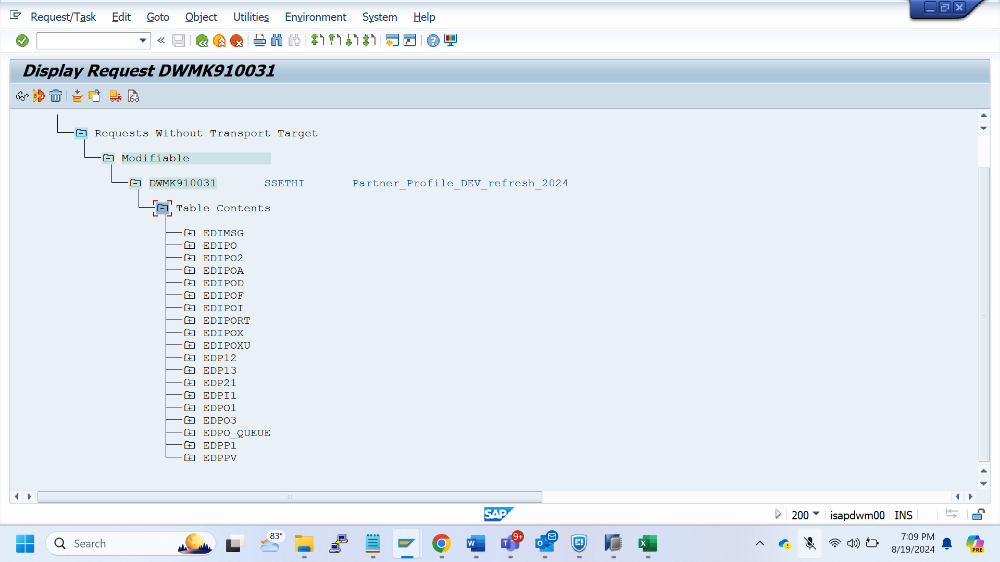 Request/Task Edit Goto Object Utilities Environment System Help
Display Request DWMK910031
Requests Without Transport Target
Modifiable
DWMK910031 SSETHI Partner_Profile_DEV_refresh_2024
Table Contents
EDIMSG
EDIPO
EDIPO2
EDIPOA
EDIPOD
EDIPOF
EDIPOI
EDIPORT
EDIPOX
EDIPOXU
EDP12
EDP13
EDP21
EDPI1
EDPO1
EDPO3
EDPO_QUEUE
EDPP1
EDPPV
SAP 200 isapdwm00 INS
Search 83° 9+ 7:09 PM
8/19/2024 PRE